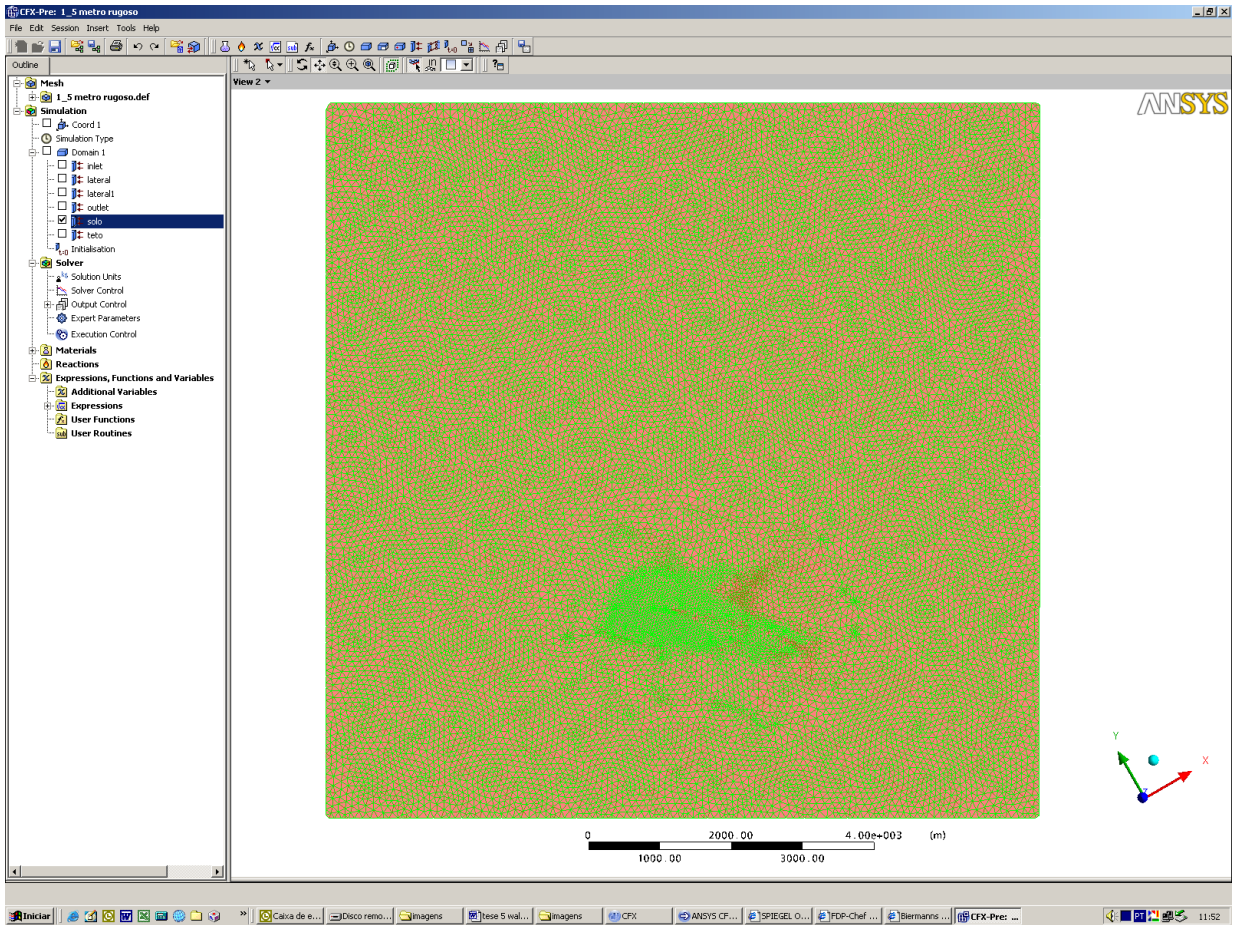 CFX-Pre: 1_5 metro rugoso
File Edit Session Insert Tools Help
Outline
View 2
Mesh
1_5 metro rugoso.def
Simulation
Coord 1
Simulation Type
Domain 1
inlet
lateral
lateral1
outlet
solo
teto
Initialisation
Solver
Solution Units
Solver Control
Output Control
Expert Parameters
Execution Control
Materials
Reactions
Expressions, Functions and Variables
Additional Variables
Expressions
User Functions
User Routines
ANSYS
Y
X
Z
0 2000.00 4.00e+003 (m)
1000.00 3000.00
Iniciar » Caixa de e... Disco remo... imagens tese 5 wal... imagens CFX ANSYS CF... SPIEGEL O... FDP-Chef ... Biermanns ... CFX-Pre: ... PT 11:52